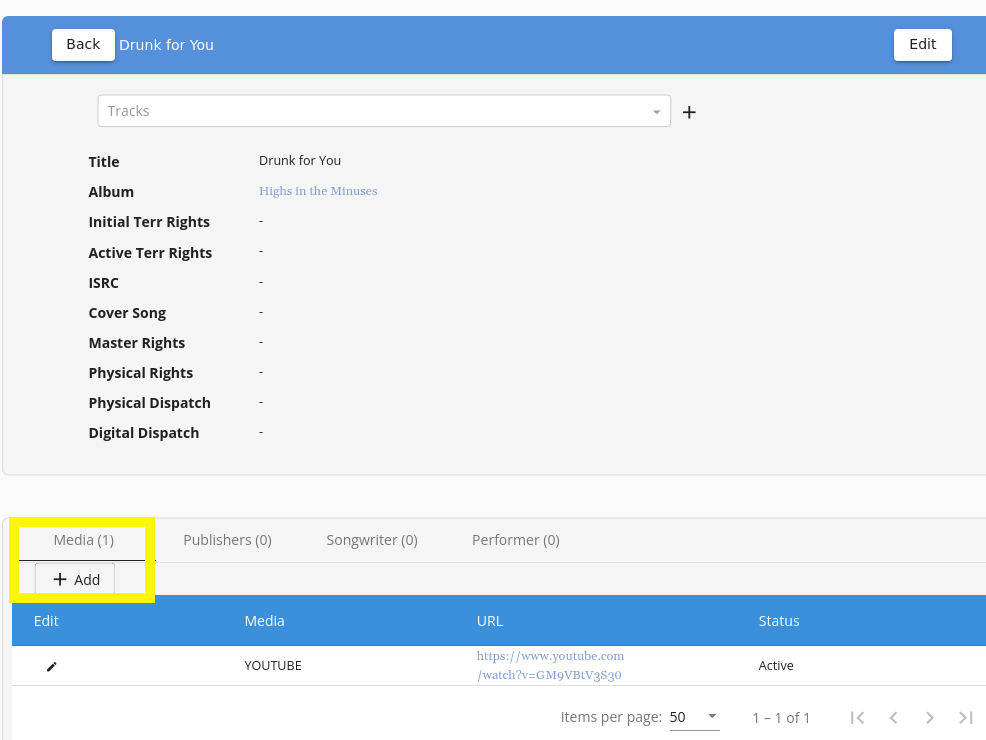 Back Drunk for You Edit
Tracks
Title Drunk for You
Album Highs in the Minuses
Initial Terr Rights -
Active Terr Rights -
ISRC -
Cover Song -
Master Rights -
Physical Rights -
Physical Dispatch -
Digital Dispatch -
Media (1) Publishers (0) Songwriter (0) Performer (0)
+ Add
Edit Media URL Status
YOUTUBE https://www.youtube.com Active
/watch?v=GM9VBtV3S30
Items per page: 50 1 – 1 of 1